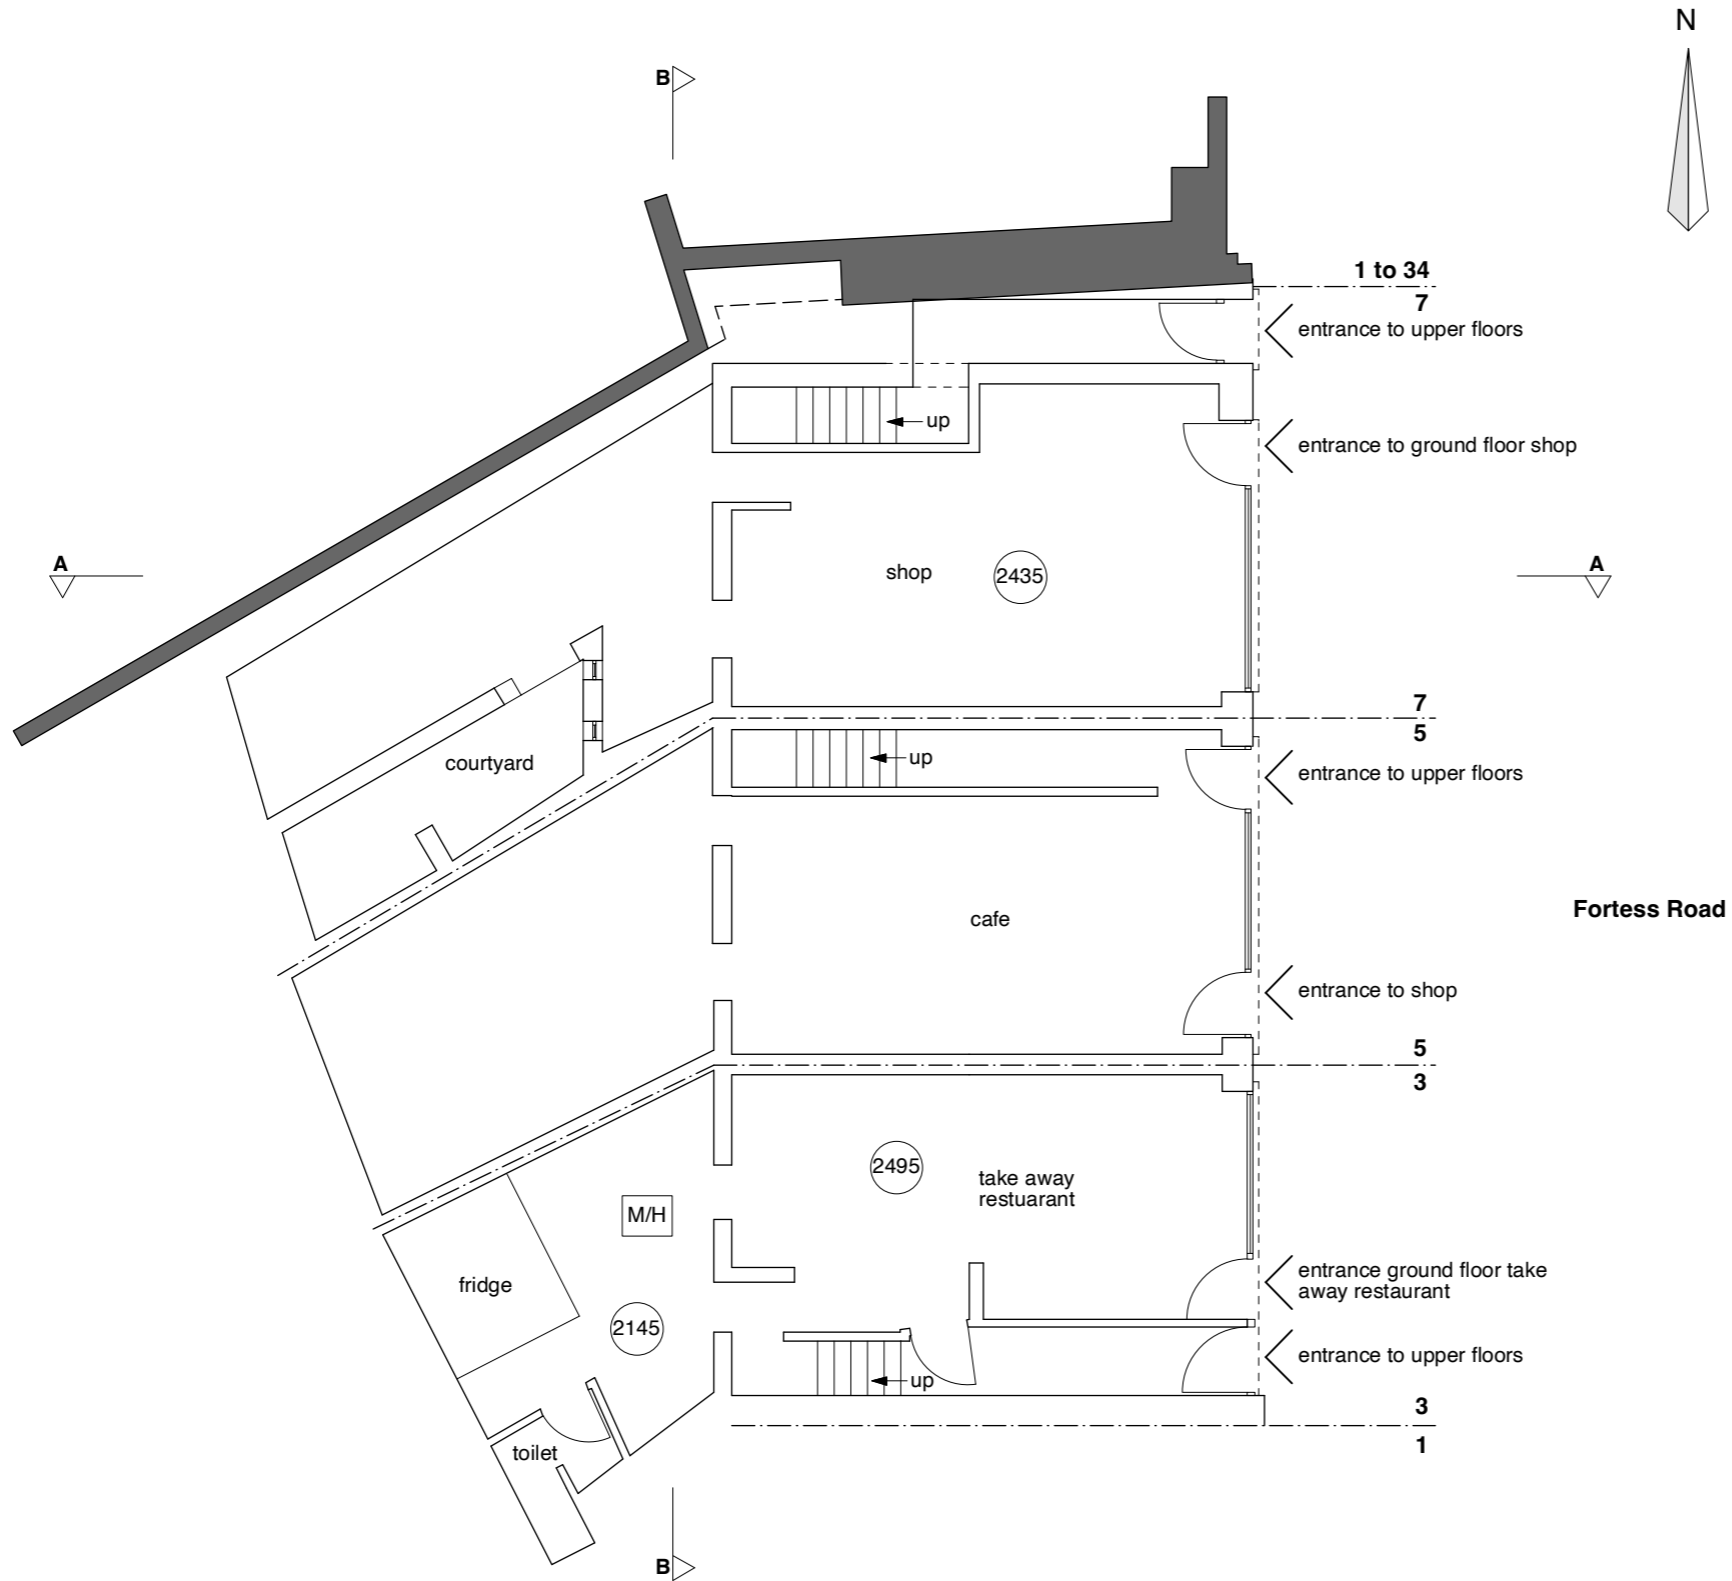 N
B
1 to 34
7
entrance to upper floors
up
entrance to ground floor shop
A
shop
2435
A
7
5
courtyard
up
entrance to upper floors
cafe
Fortess Road
entrance to shop
5
3
2495
take away
restuarant
M/H
fridge
entrance ground floor take
away restaurant
2145
entrance to upper floors
up
3
1
toilet
B